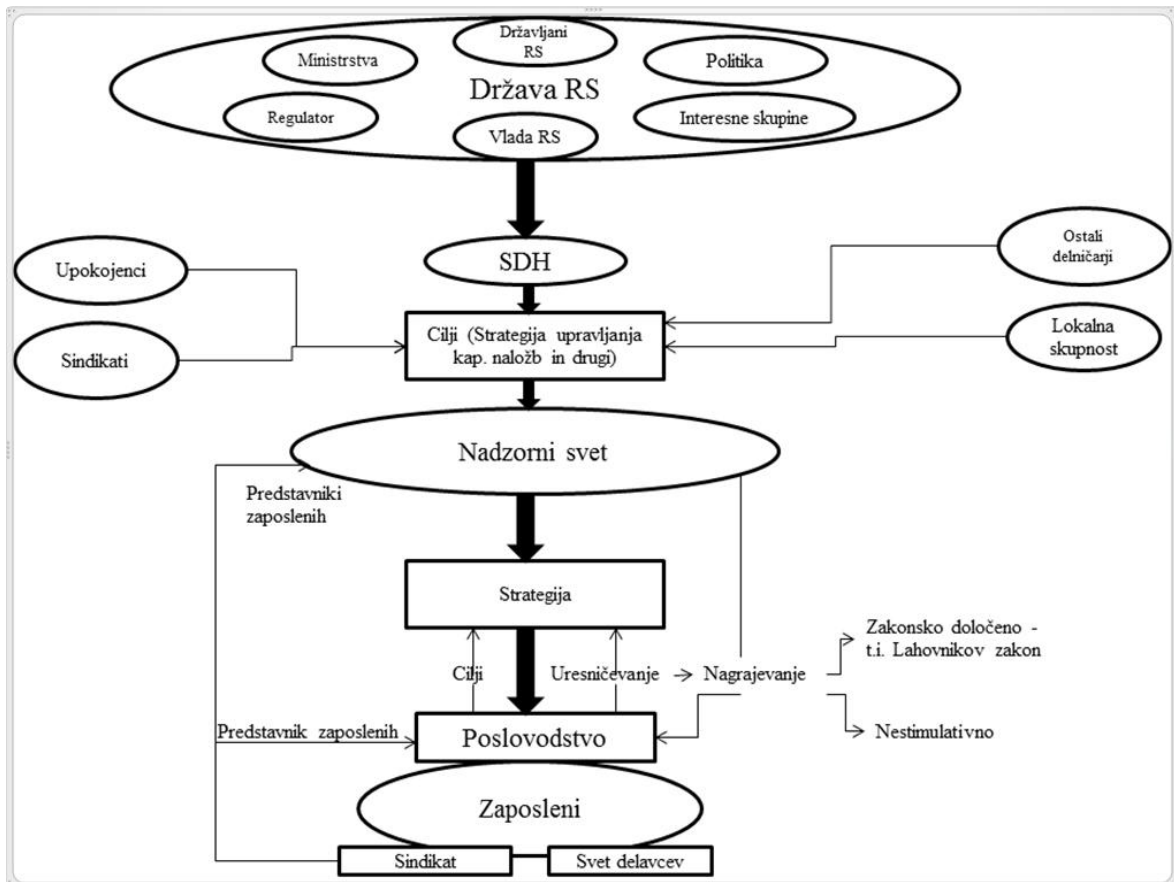 Državljani
RS
Ministrstva
Politika
Država RS
Regulator
Interesne skupine
Vlada RS
SDH
Upokojenci
Ostali
delničarji
Cilji (Strategija upravljanja
kap. naložb in drugi)
Sindikati
Lokalna
skupnost
Nadzorni svet
Predstavniki
zaposlenih
Strategija
Zakonsko določeno -
t.i. Lahovnikov zakon
Cilji
Uresničevanje
Nagrajevanje
Predstavnik zaposlenih
Poslovodstvo
Nestimulativno
Zaposleni
Sindikat
Svet delavcev